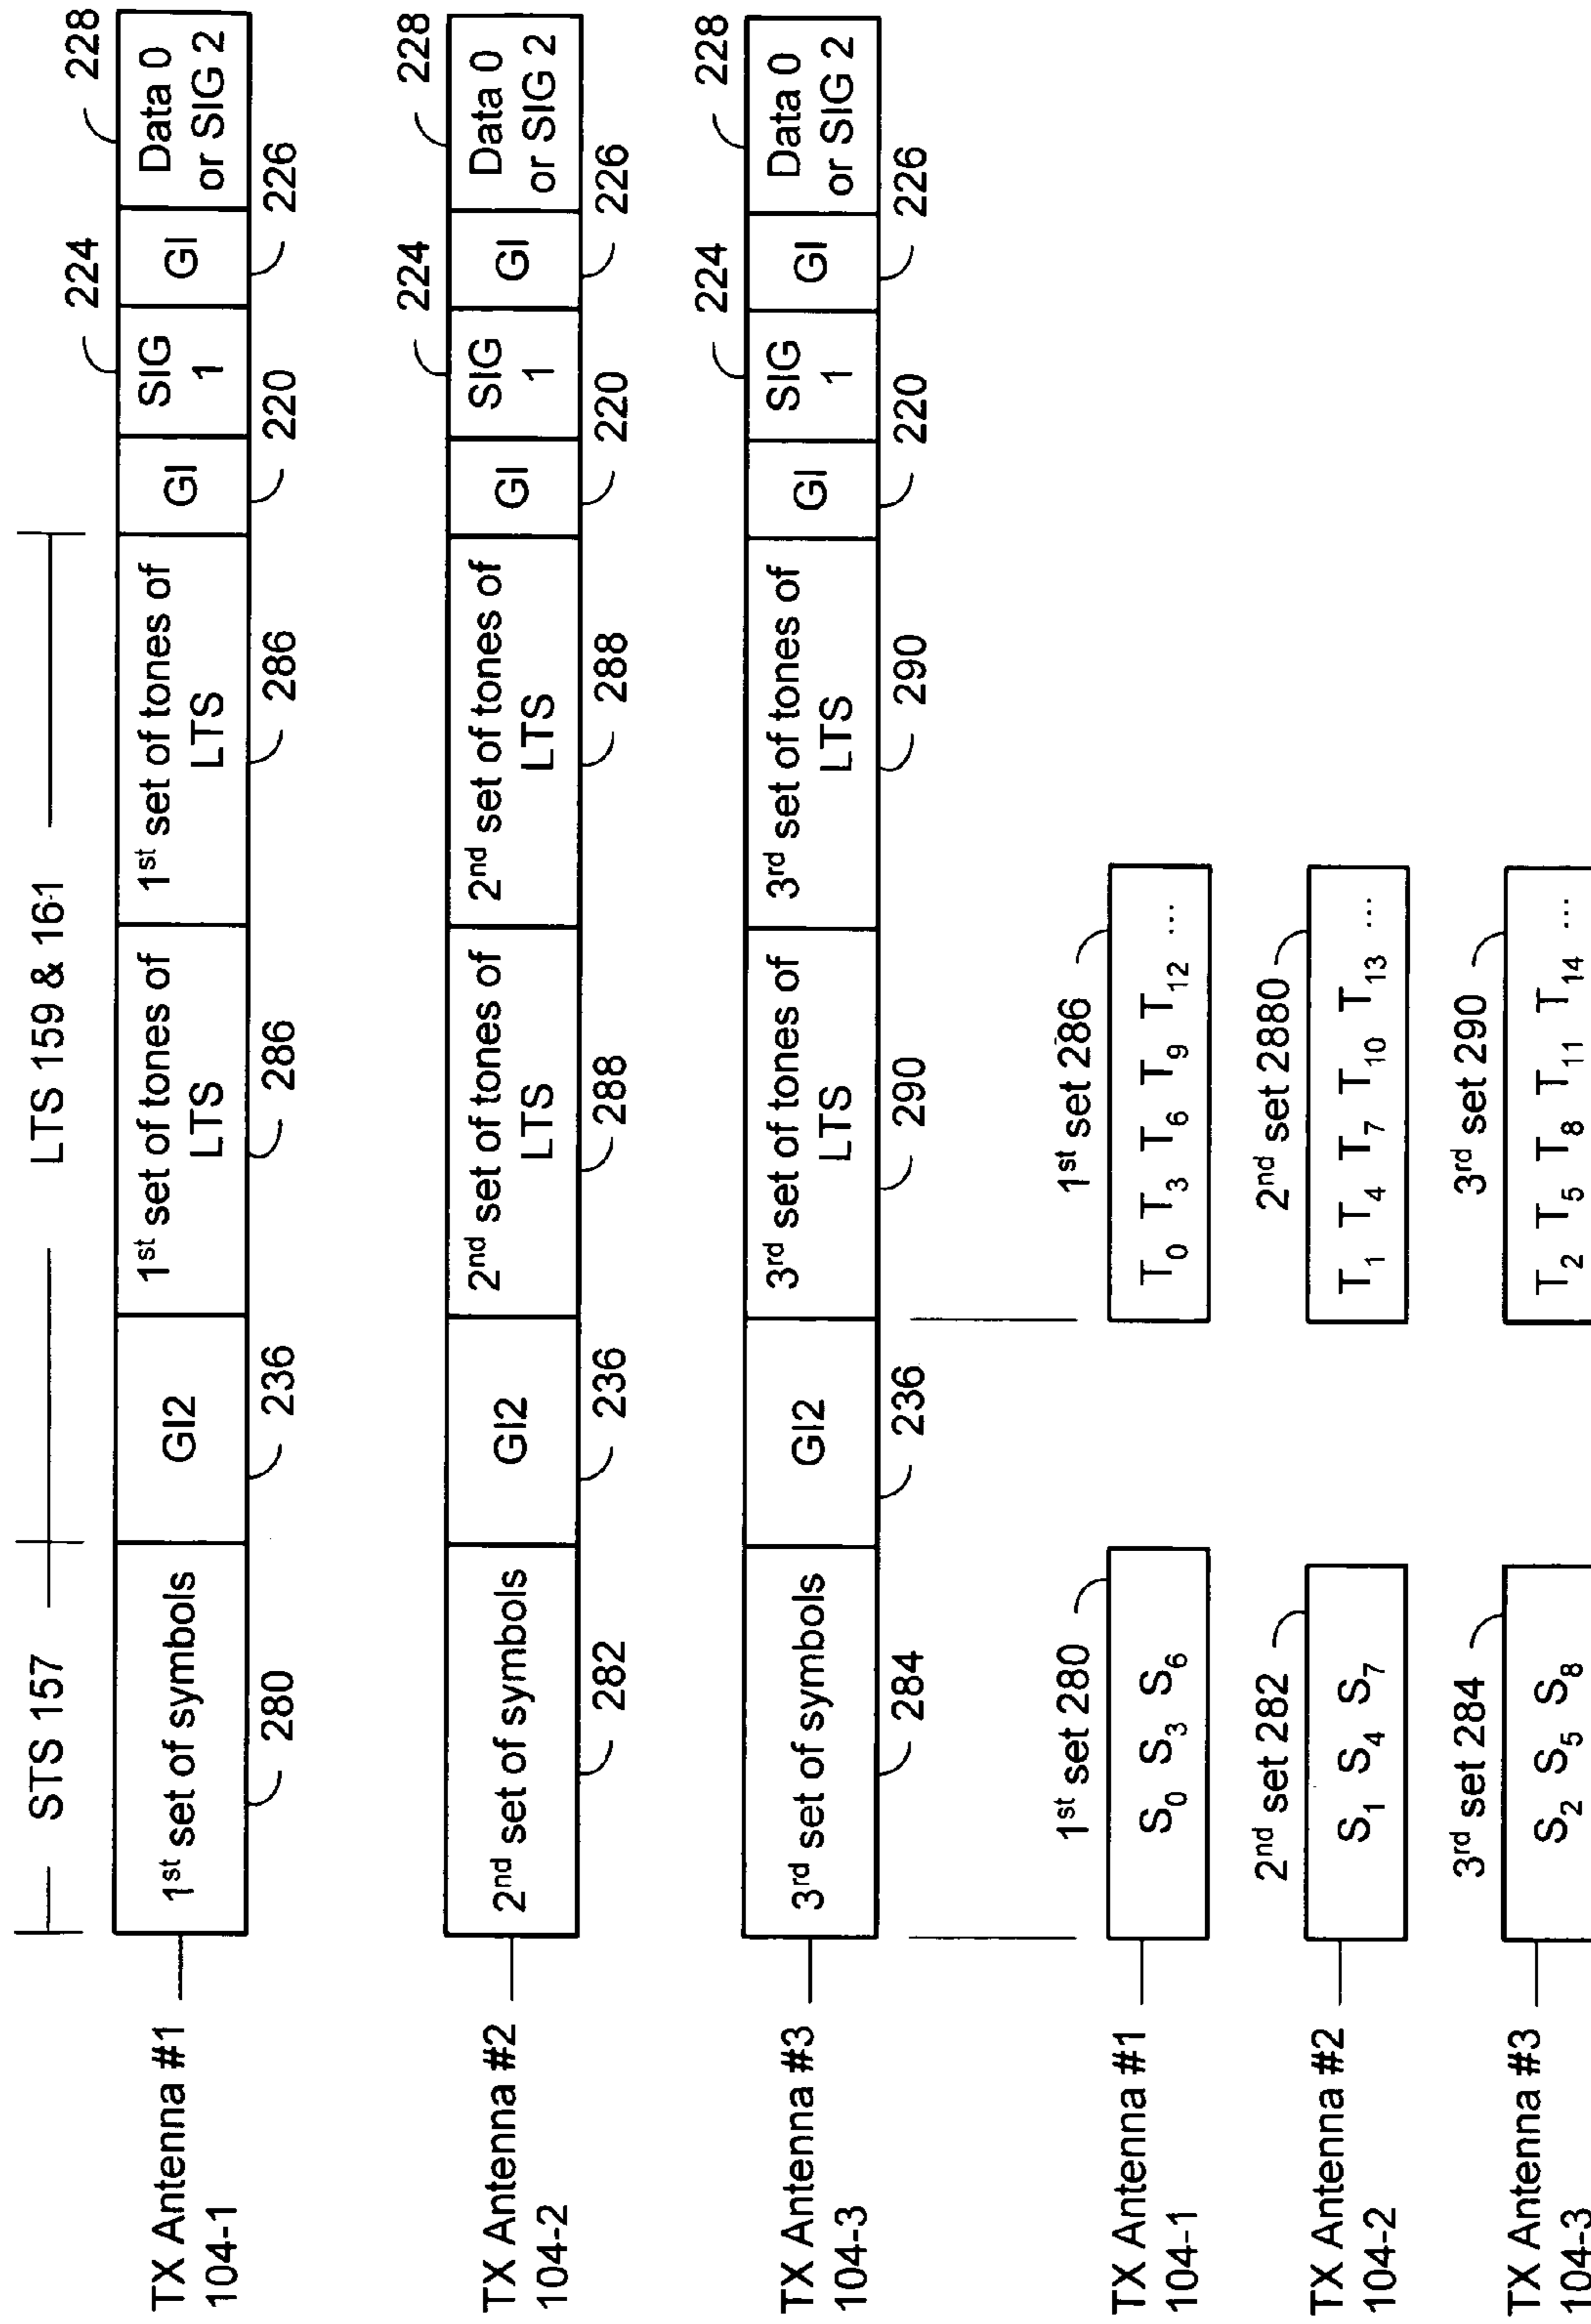 STS 157
LTS 159 & 161
TX Antenna #1
104-1
1st set of symbols
GI2
1st set of tones of
LTS
1st set of tones of
LTS
GI
SIG
1
GI
Data 0
or SIG 2
280
236
286
286
220
224
226
228
TX Antenna #2
104-2
2nd set of symbols
GI2
2nd set of tones of
LTS
2nd set of tones of
LTS
GI
SIG
1
GI
Data 0
or SIG 2
282
236
288
288
220
224
226
228
TX Antenna #3
104-3
3rd set of symbols
GI2
3rd set of tones of
LTS
3rd set of tones of
LTS
GI
SIG
1
GI
Data 0
or SIG 2
284
236
290
290
220
224
226
228
TX Antenna #1
104-1
1st set 280
S0 S3 S6
1st set 286
T0 T3 T6 T9 T12 ...
TX Antenna #2
104-2
2nd set 282
S1 S4 S7
2nd set 2880
T1 T4 T7 T10 T13 ...
TX Antenna #3
104-3
3rd set 284
S2 S5 S8
3rd set 290
T2 T5 T8 T11 T14 ...